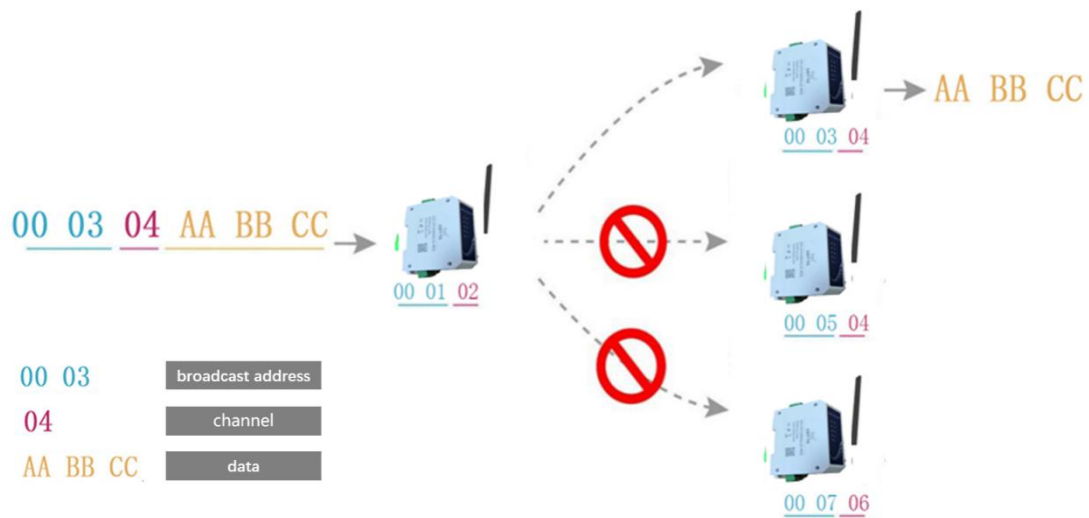 00 03 04 AA BB CC
00 01 02
00 03 04
AA BB CC
00 05 04
00 07 06
00 03 broadcast address
04 channel
AA BB CC data